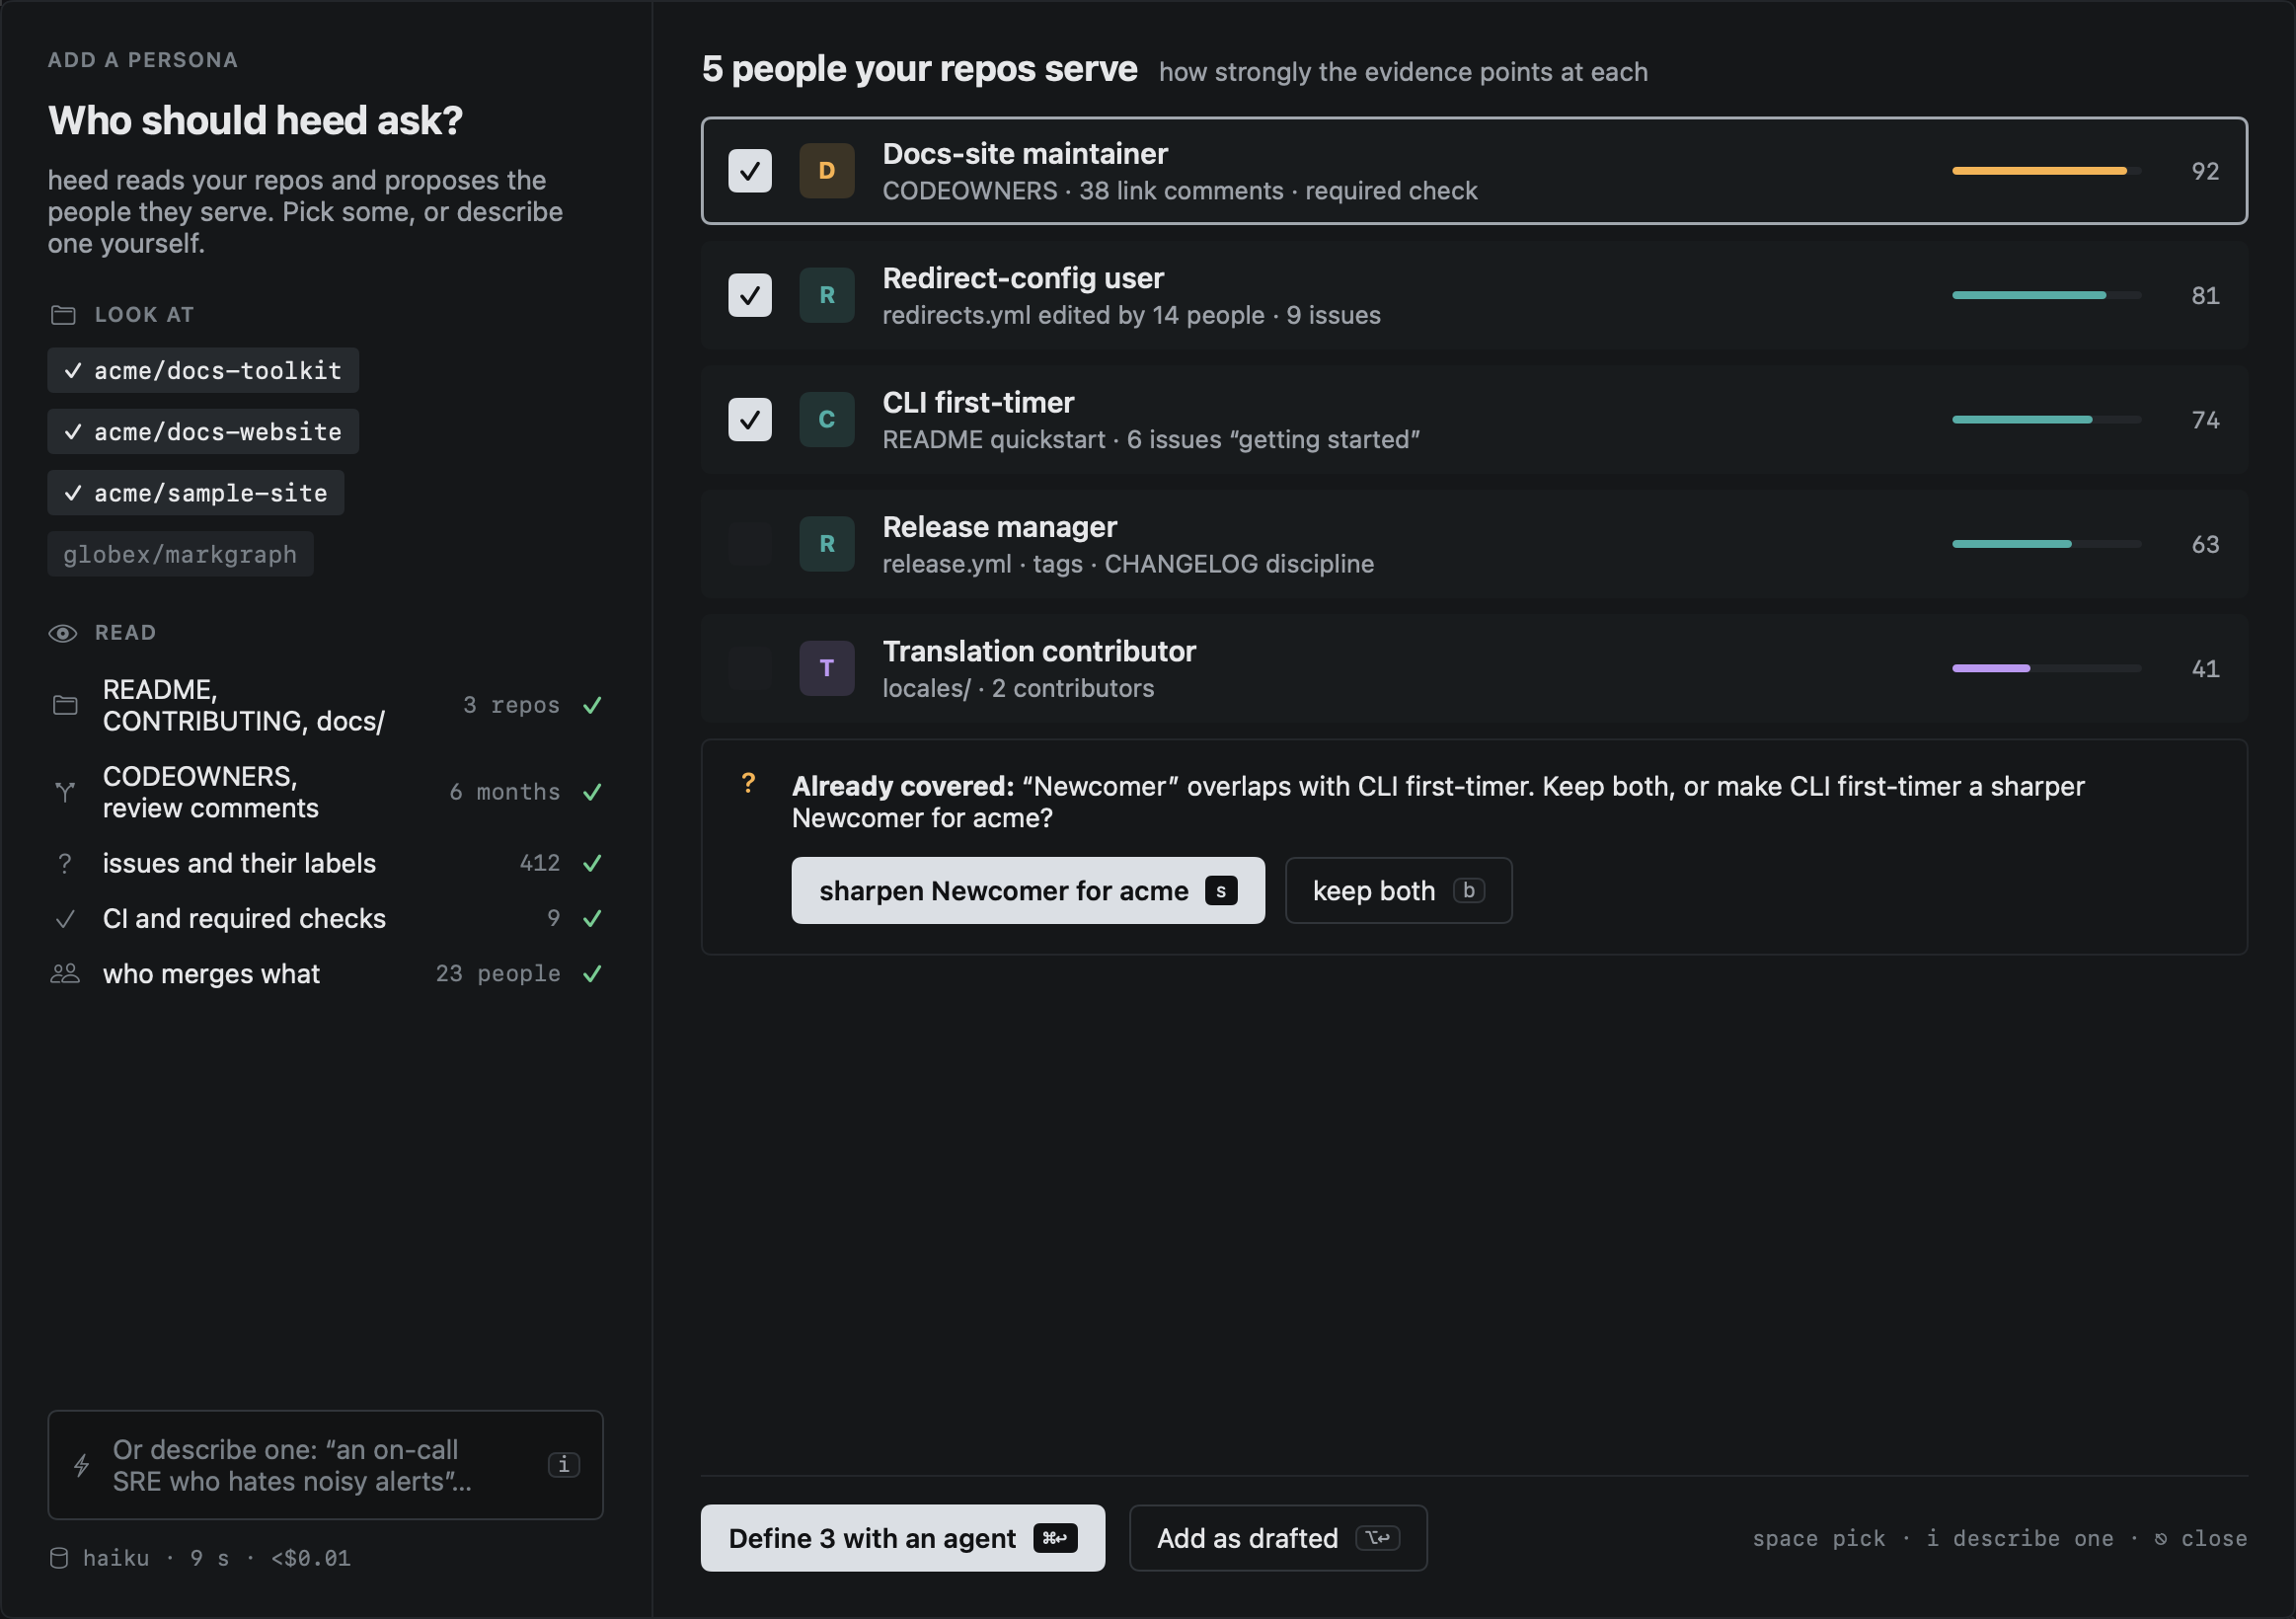 ADD A PERSONA
Who should heed ask?
heed reads your repos and proposes the
people they serve. Pick some, or describe
one yourself.
LOOK AT
✓ acme/docs-toolkit
✓ acme/docs-website
✓ acme/sample-site
globex/markgraph
READ
README,
CONTRIBUTING, docs/
3 repos ✓
CODEOWNERS,
review comments
6 months ✓
? issues and their labels 412 ✓
CI and required checks 9 ✓
who merges what 23 people ✓
Or describe one: “an on-call
SRE who hates noisy alerts”…
i
haiku · 9 s · <$0.01
5 people your repos serve how strongly the evidence points at each
D
Docs-site maintainer
CODEOWNERS · 38 link comments · required check
92
R
Redirect-config user
redirects.yml edited by 14 people · 9 issues
81
C
CLI first-timer
README quickstart · 6 issues “getting started”
74
R
Release manager
release.yml · tags · CHANGELOG discipline
63
T
Translation contributor
locales/ · 2 contributors
41
? Already covered: “Newcomer” overlaps with CLI first-timer. Keep both, or make CLI first-timer a sharper
Newcomer for acme?
sharpen Newcomer for acme s keep both b
Define 3 with an agent ⌘↩ Add as drafted ⌥↩
space pick · i describe one · ⎋ close